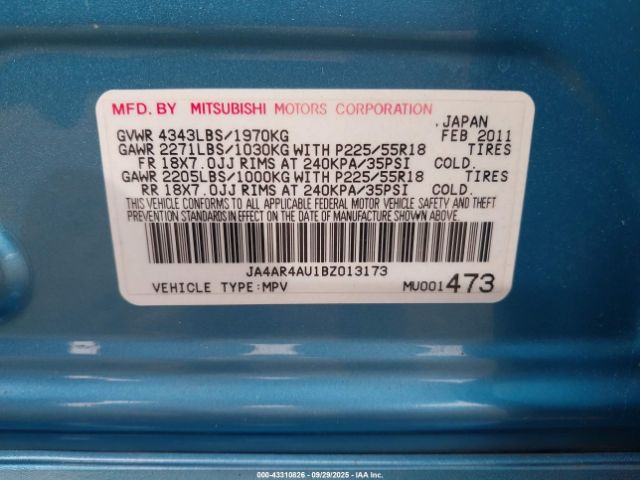 MFD. BY MITSUBISHI MOTORS CORPORATION
, JAPAN
GVWR 4343LBS/1970KG FEB 2011
GAWR 2271LBS/1030KG WITH P225/55R18 TIRES
FR 18X7.0JJ RIMS AT 240KPA/35PSI COLD.
GAWR 2205LBS/1000KG WITH P225/55R18 TIRES
RR 18X7.0JJ RIMS AT 240KPA/35PSI COLD.
THIS VEHICLE CONFORMS TO ALL APPLICABLE FEDERAL MOTOR VEHICLE SAFETY AND THEFT
PREVENTION STANDARDS IN EFFECT ON THE DATE OF MANUFACTURE SHOWN ABOVE.
JA4AR4AU1BZ013173
VEHICLE TYPE:MPV MU001473
000-43310826 - 09/29/2025 - IAA, Inc.